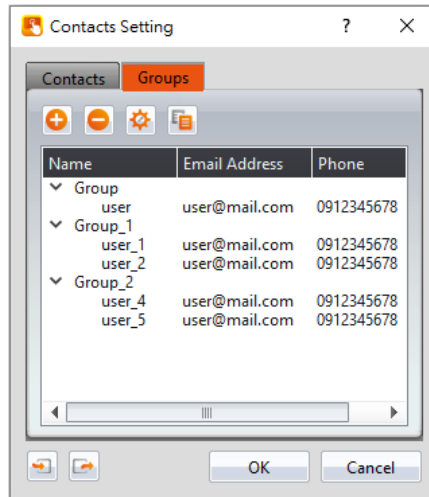 Contacts Setting ?
Contacts Groups
Name Email Address Phone
Group
user user@mail.com 0912345678
Group_1
user_1 user@mail.com 0912345678
user_2 user@mail.com 0912345678
Group_2
user_4 user@mail.com 0912345678
user_5 user@mail.com 0912345678
OK Cancel